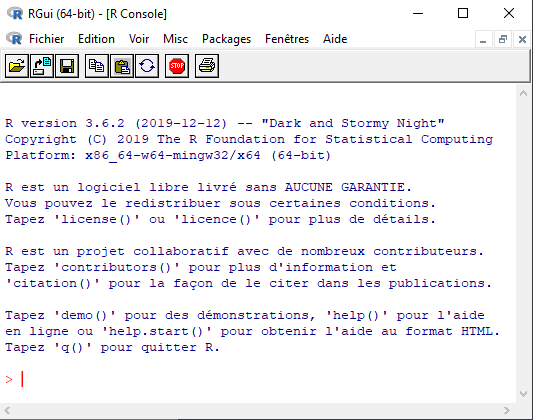 RGui (64-bit) - [R Console]
Fichier Edition Voir Misc Packages Fenêtres Aide
STOP
R version 3.6.2 (2019-12-12) -- "Dark and Stormy Night"
Copyright (C) 2019 The R Foundation for Statistical Computing
Platform: x86_64-w64-mingw32/x64 (64-bit)
R est un logiciel libre livré sans AUCUNE GARANTIE.
Vous pouvez le redistribuer sous certaines conditions.
Tapez 'license()' ou 'licence()' pour plus de détails.
R est un projet collaboratif avec de nombreux contributeurs.
Tapez 'contributors()' pour plus d'information et
'citation()' pour la façon de le citer dans les publications.
Tapez 'demo()' pour des démonstrations, 'help()' pour l'aide
en ligne ou 'help.start()' pour obtenir l'aide au format HTML.
Tapez 'q()' pour quitter R.
>